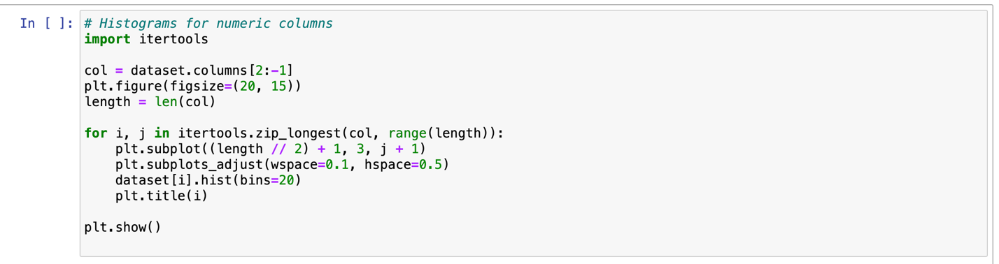 In [ ]: # Histograms for numeric columns
import itertools

col = dataset.columns[2:-1]
plt.figure(figsize=(20, 15))
length = len(col)

for i, j in itertools.zip_longest(col, range(length)):
    plt.subplot((length // 2) + 1, 3, j + 1)
    plt.subplots_adjust(wspace=0.1, hspace=0.5)
    dataset[i].hist(bins=20)
    plt.title(i)

plt.show()